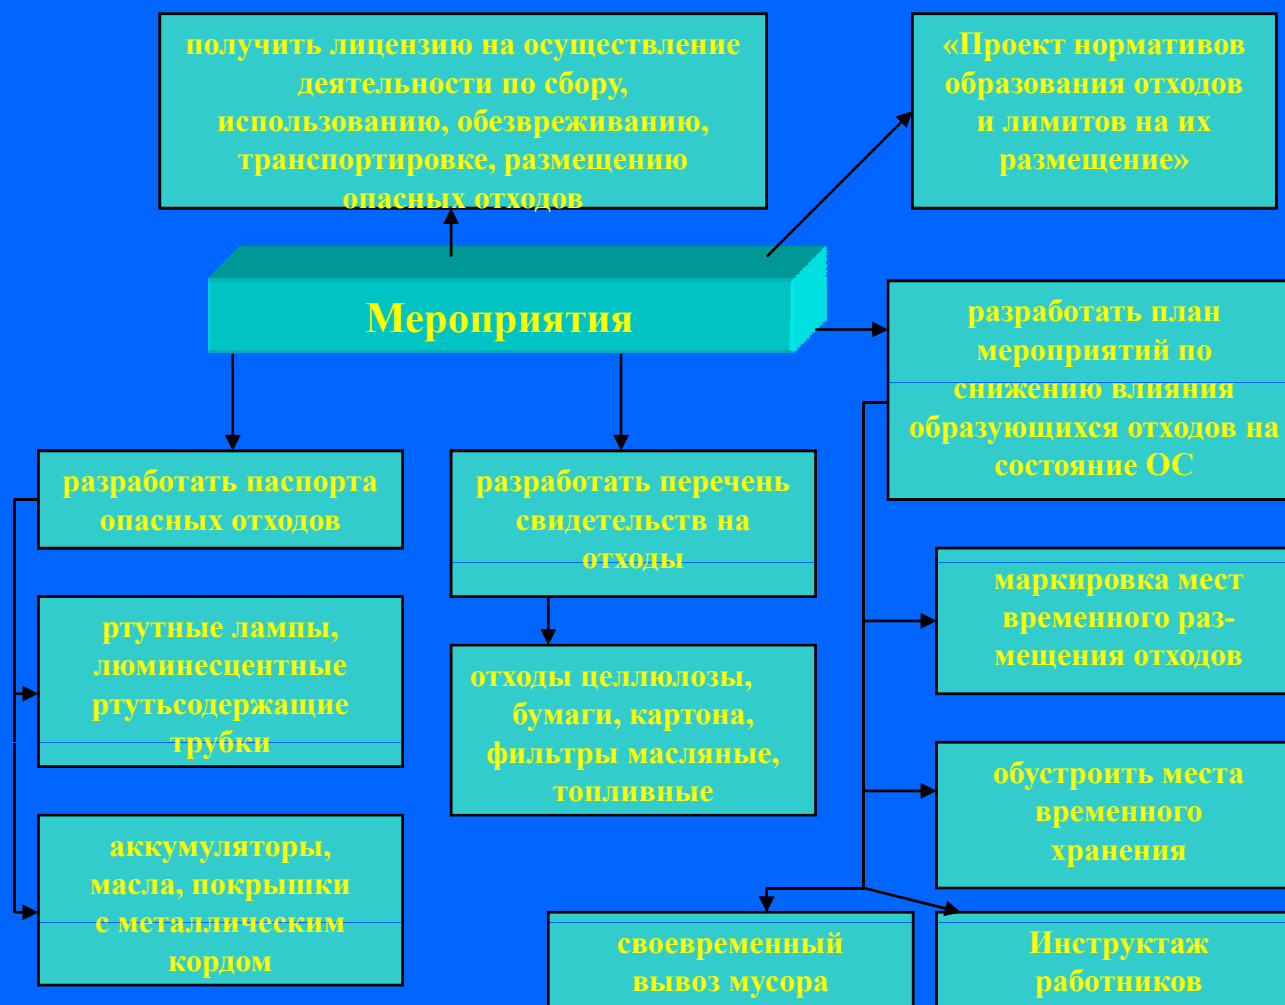 получить лицензию на осуществление
деятельности по сбору,
использованию, обезвреживанию,
транспортировке, размещению
опасных отходов
«Проект нормативов
образования отходов
и лимитов на их
размещение»
Мероприятия
разработать план
мероприятий по
снижению влияния
образующихся отходов на
состояние ОС
разработать паспорта
опасных отходов
разработать перечень
свидетельств на
отходы
маркировка мест
временного раз-
мещения отходов
ртутные лампы,
люминесцентные
ртутьсодержащие
трубки
отходы целлюлозы,
бумаги, картона,
фильтры масляные,
топливные
обустроить места
временного
хранения
аккумуляторы,
масла, покрышки
с металлическим
кордом
своевременный
вывоз мусора
Инструктаж
работников